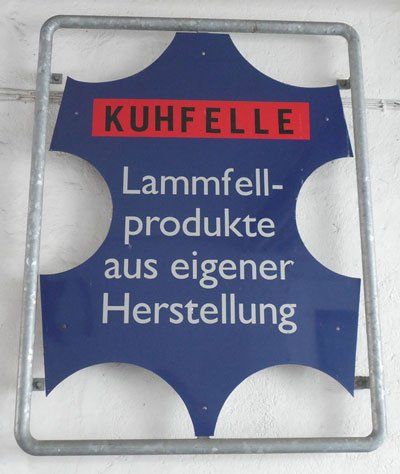 KUHFELLE
Lammfell-
produkte
aus eigener
Herstellung